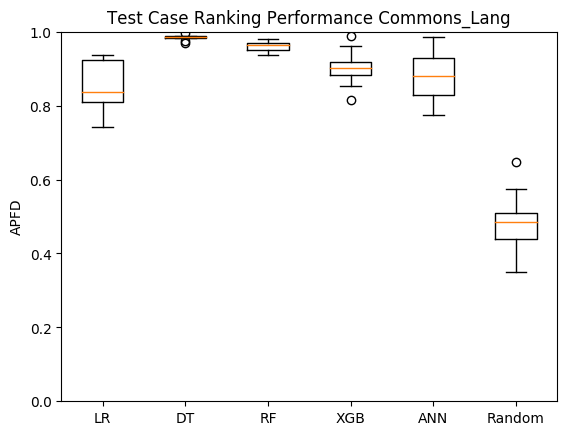 Test Case Ranking Performance Commons_Lang
1.0
0.8
0.6
0.4
0.2
0.0
APFD
LR DT RF XGB ANN Random